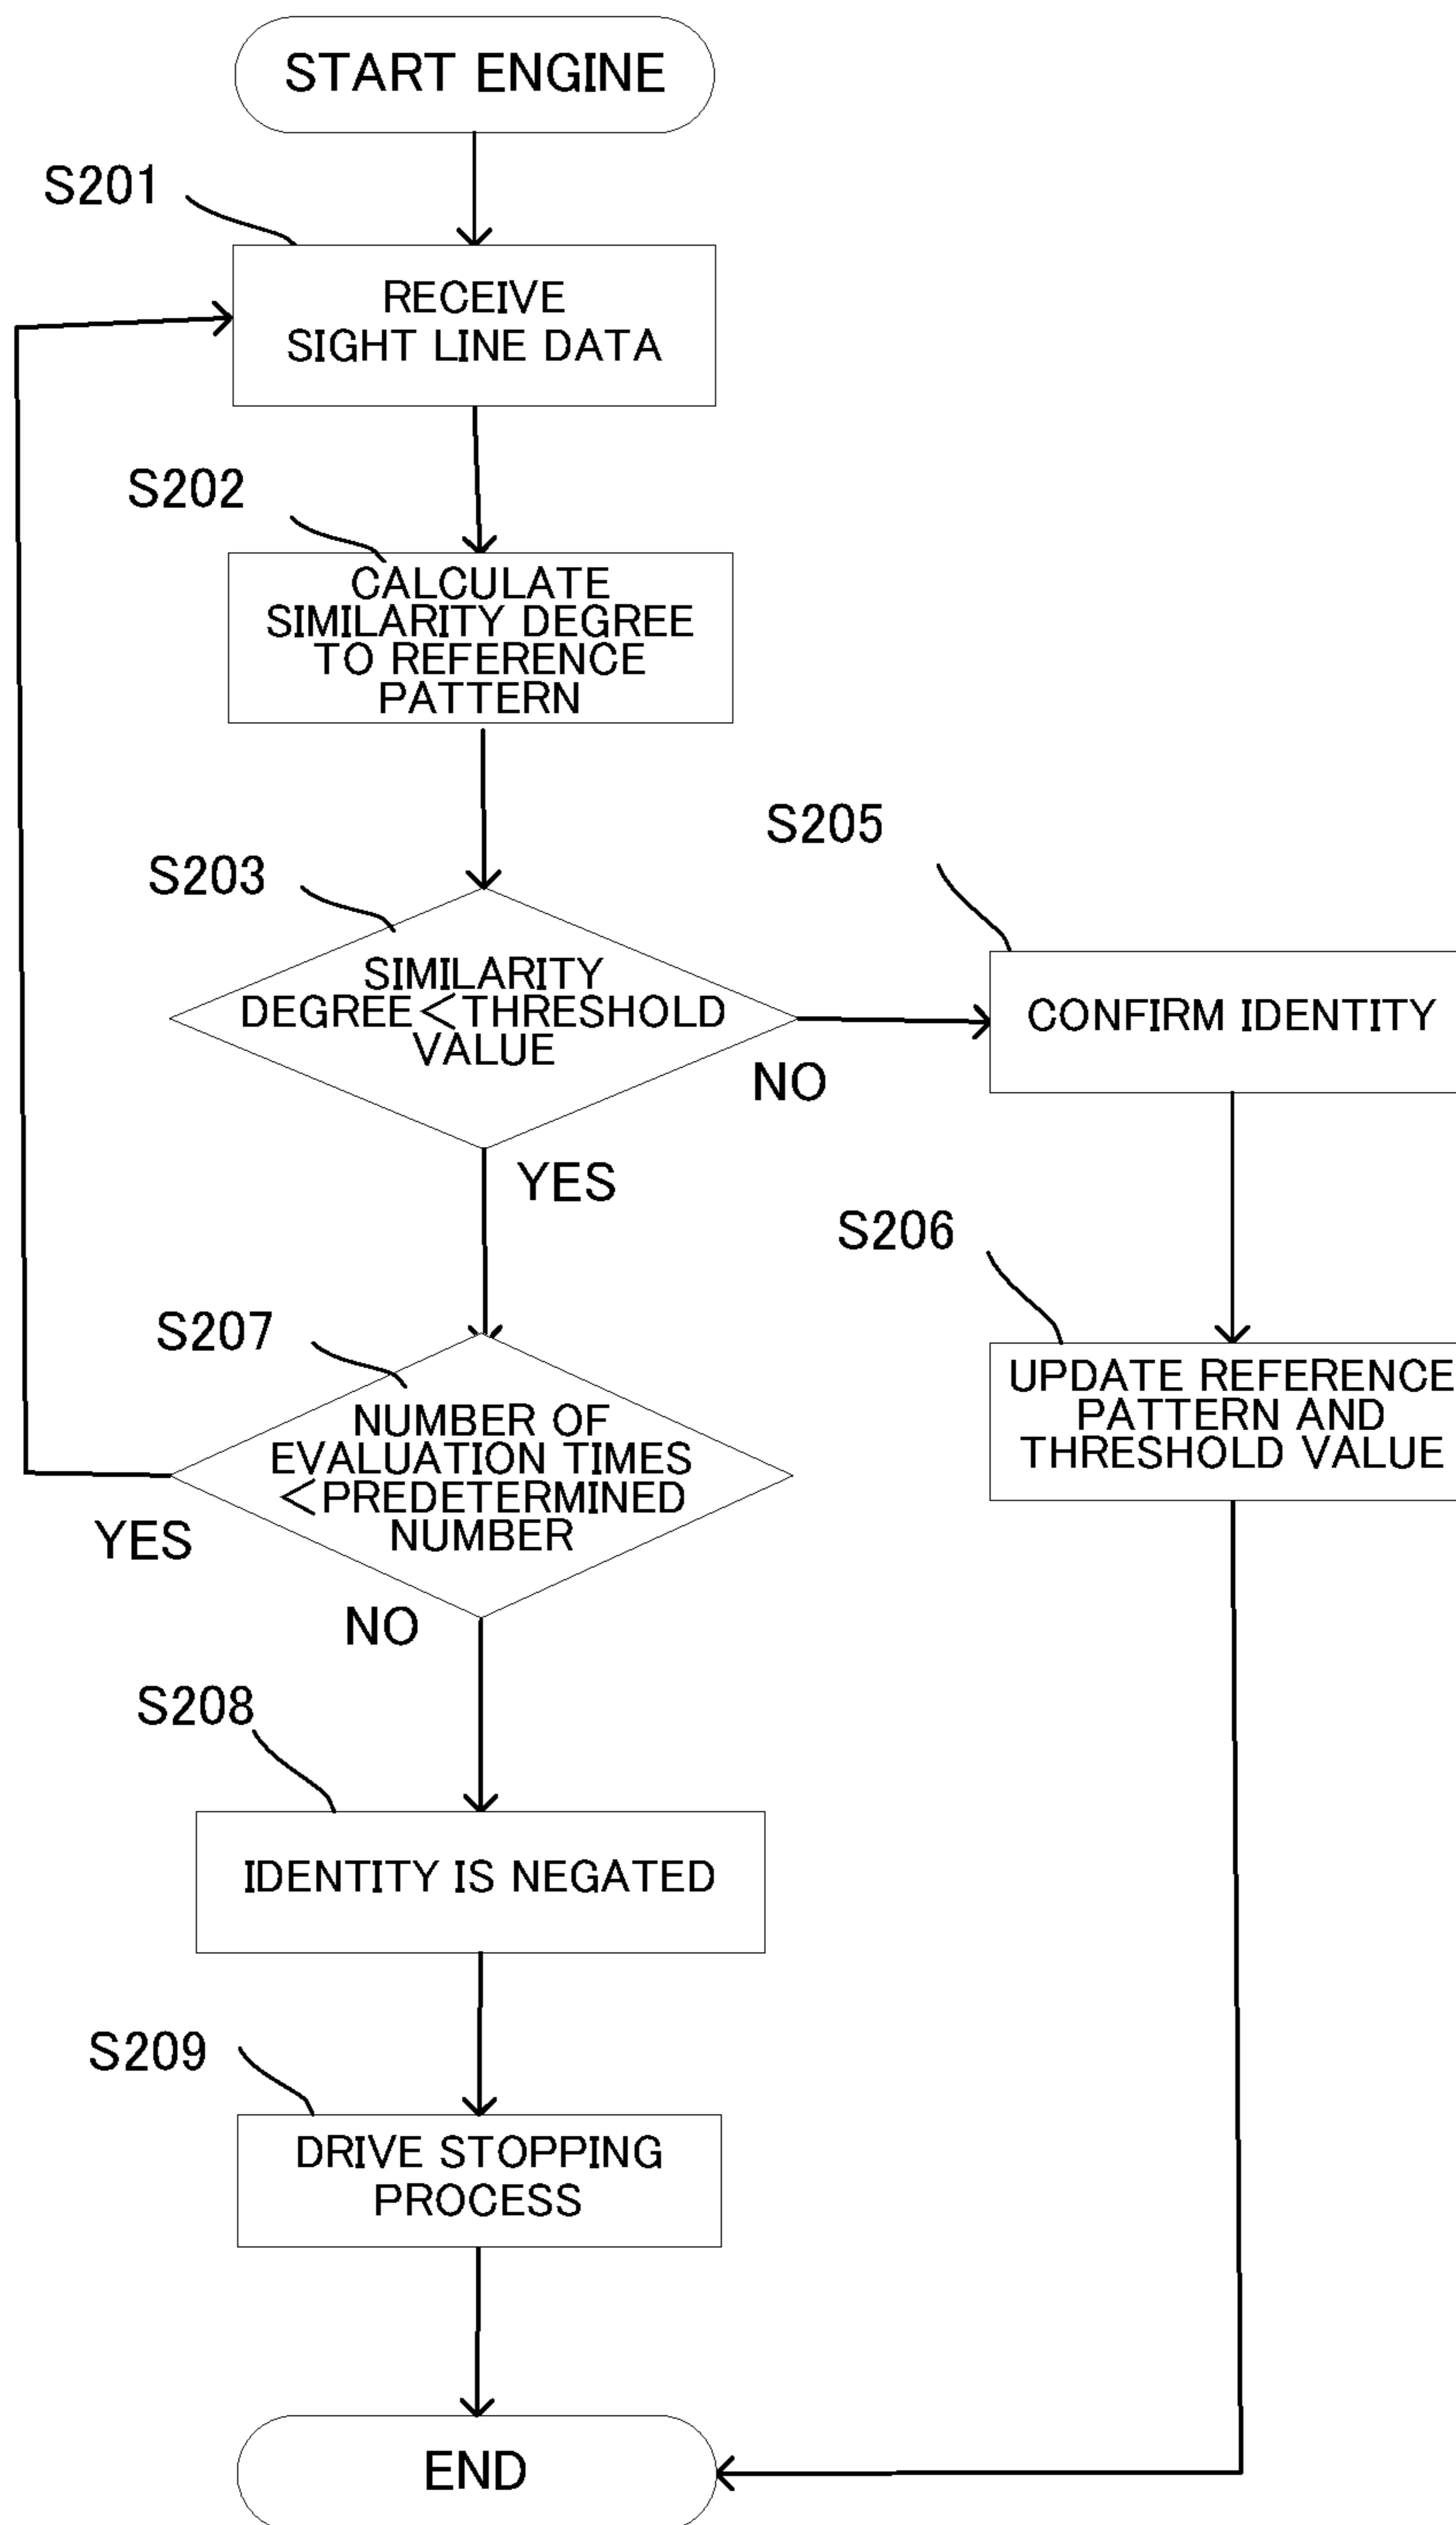 START ENGINE
S201
RECEIVE
SIGHT LINE DATA
S202
CALCULATE
SIMILARITY DEGREE
TO REFERENCE
PATTERN
S203
SIMILARITY
DEGREE<THRESHOLD
VALUE
NO
YES
S205
CONFIRM IDENTITY
S206
UPDATE REFERENCE
PATTERN AND
THRESHOLD VALUE
S207
NUMBER OF
EVALUATION TIMES
<PREDETERMINED
NUMBER
YES
NO
S208
IDENTITY IS NEGATED
S209
DRIVE STOPPING
PROCESS
END